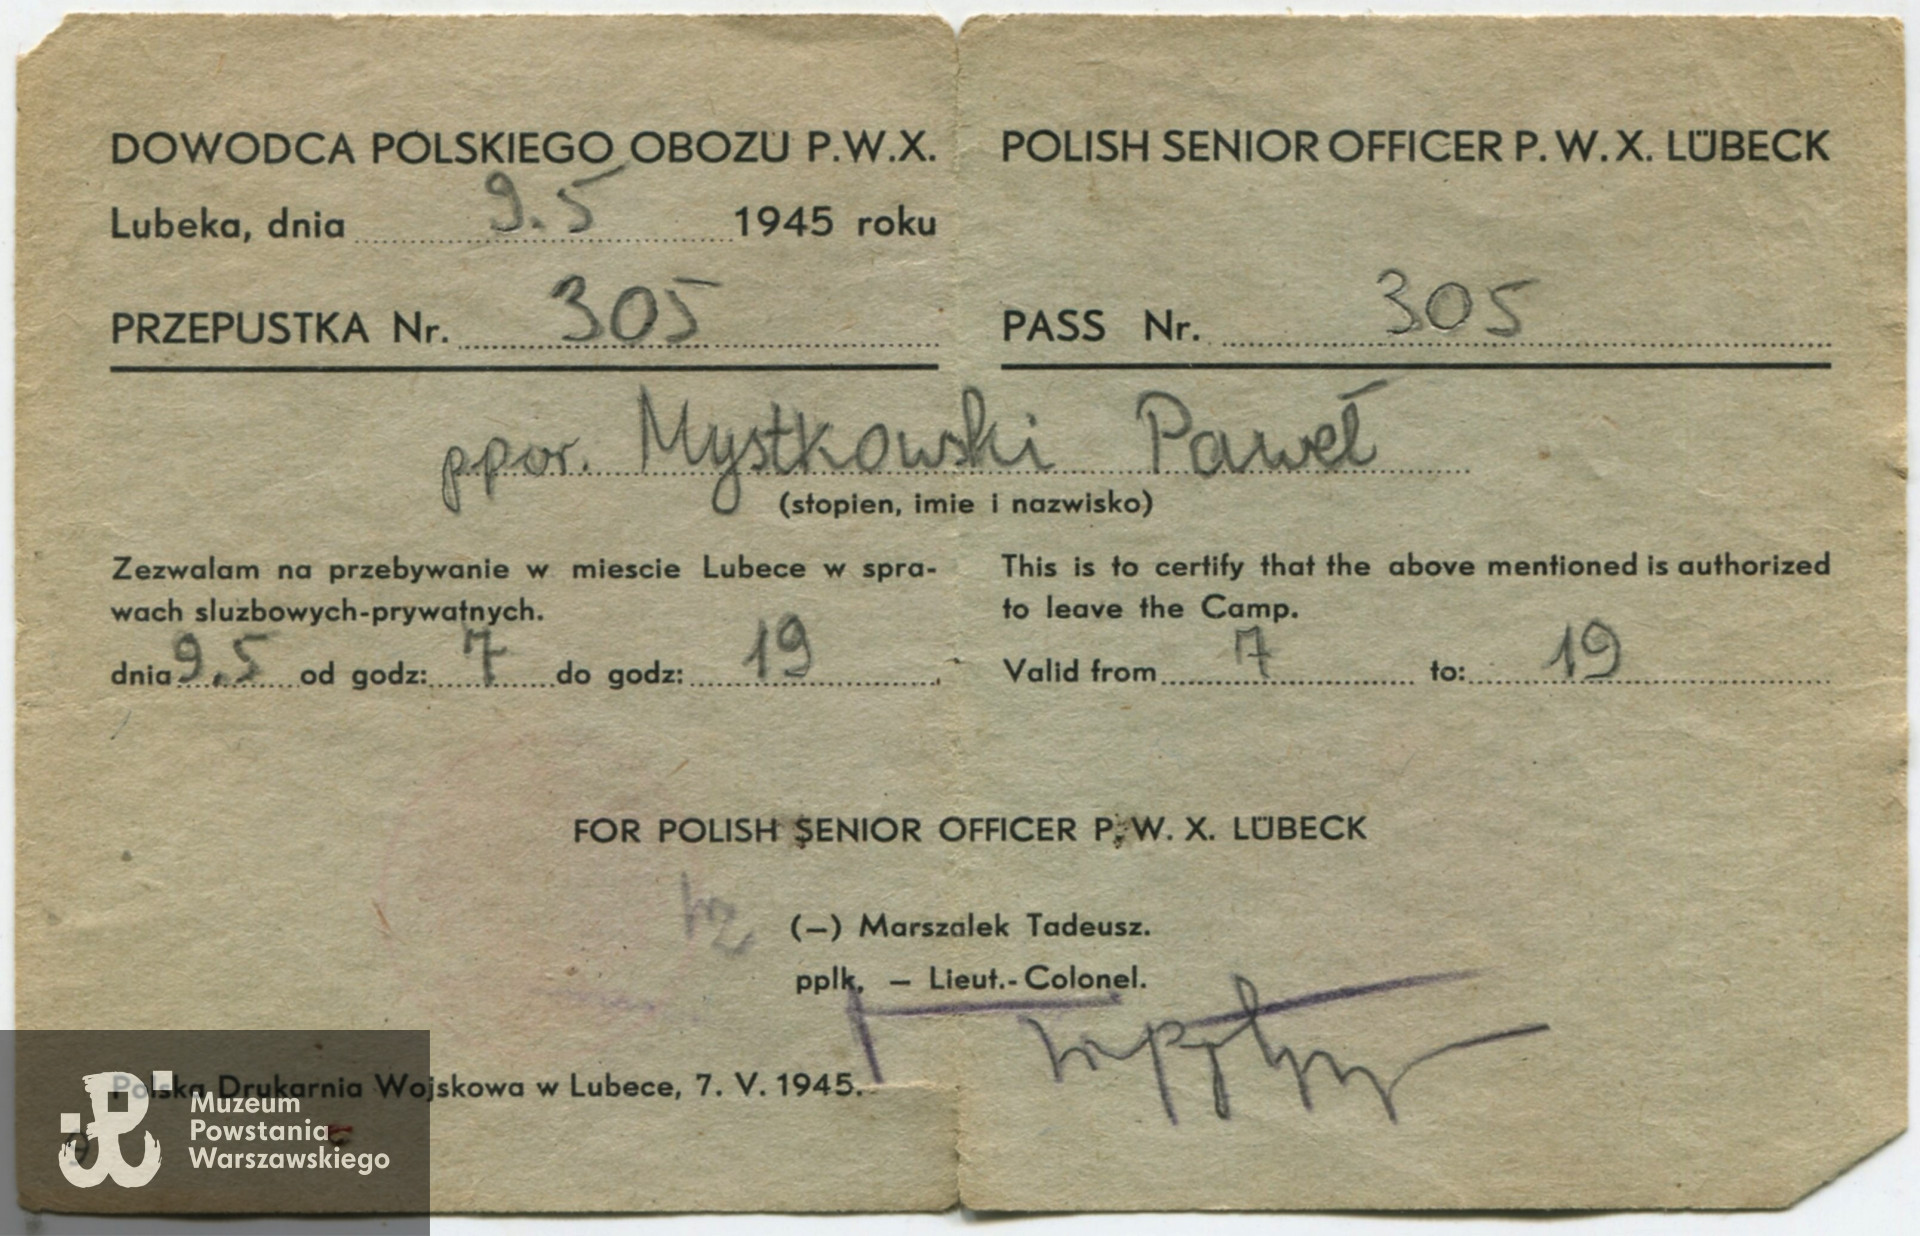 DOWODCA POLSKIEGO OBOZU P.W.X.
Lubeka, dnia 9.5 1945 roku
PRZEPUSTKA Nr. 305
POLISH SENIOR OFFICER P. W. X. LÜBECK
PASS Nr. 305
ppor. Mystkowski Paweł
(stopien, imie i nazwisko)
Zezwalam na przebywanie w miescie Lubece w spra-
wach sluzbowych-prywatnych.
dnia 9.5 od godz: 7 do godz: 19
This is to certify that the above mentioned is authorized
to leave the Camp.
Valid from 7 to: 19
FOR POLISH SENIOR OFFICER P. W. X. LÜBECK
(—) Marszalek Tadeusz.
pplk, — Lieut.-Colonel.
Polska Drukarnia Wojskowa w Lubece, 7. V. 1945.
Muzeum
Powstania
Warszawskiego